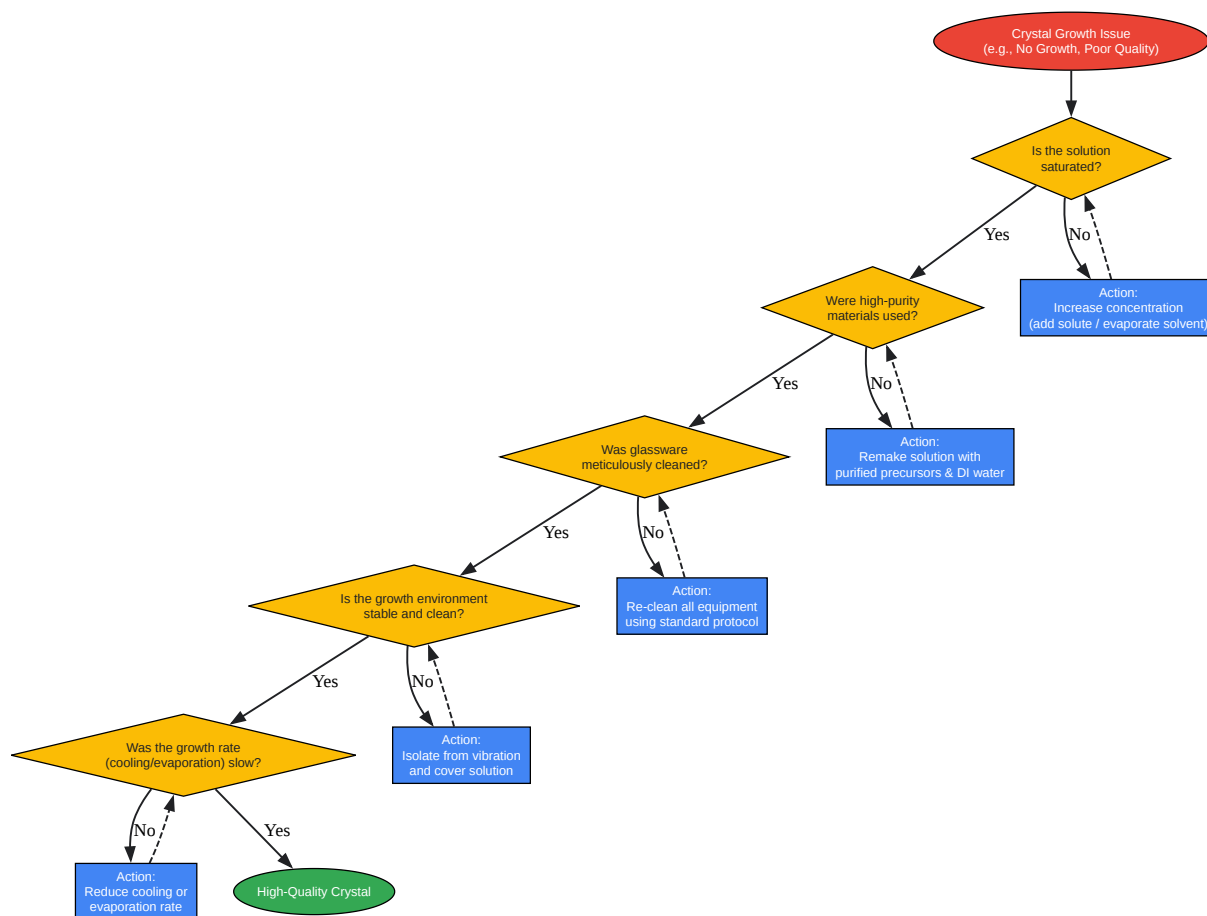 Crystal Growth Issue
(e.g., No Growth, Poor Quality)
Is the solution
saturated?
Yes
No
Action:
Increase concentration
(add solute / evaporate solvent)
Were high-purity
materials used?
Yes
No
Action:
Remake solution with
purified precursors & DI water
Was glassware
meticulously cleaned?
Yes
No
Action:
Re-clean all equipment
using standard protocol
Is the growth environment
stable and clean?
Yes
No
Action:
Isolate from vibration
and cover solution
Was the growth rate
(cooling/evaporation) slow?
No
Yes
Action:
Reduce cooling or
evaporation rate
High-Quality Crystal